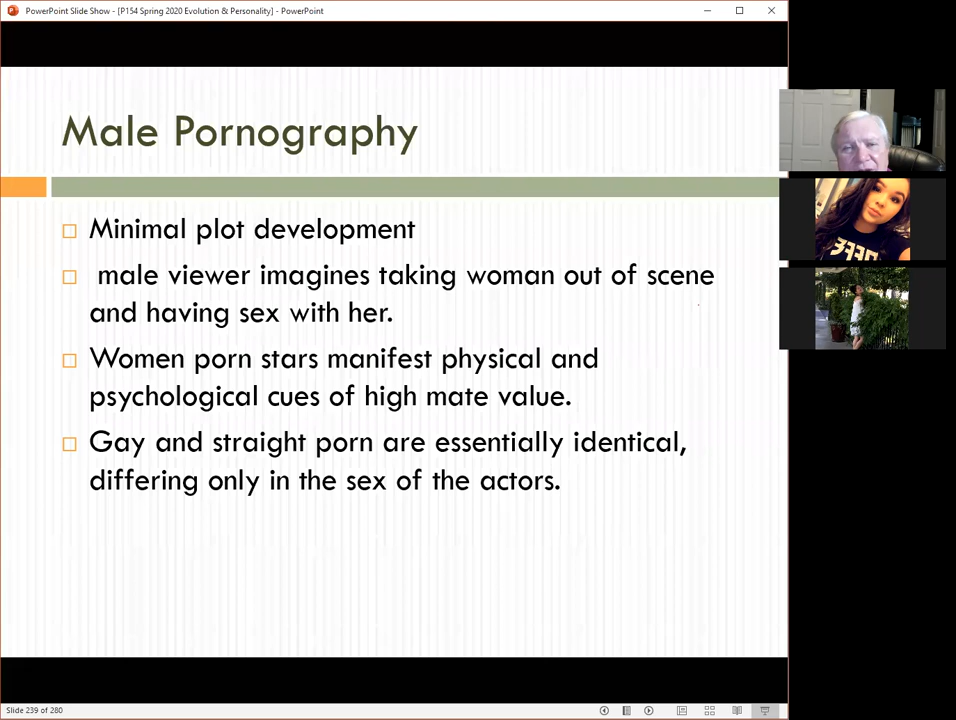 PowerPoint Slide Show - [P154 Spring 2020 Evolution & Personality] - PowerPoint
Male Pornography
Minimal plot development
male viewer imagines taking woman out of scene
and having sex with her.
Women porn stars manifest physical and
psychological cues of high mate value.
Gay and straight porn are essentially identical,
differing only in the sex of the actors.
Slide 239 of 280